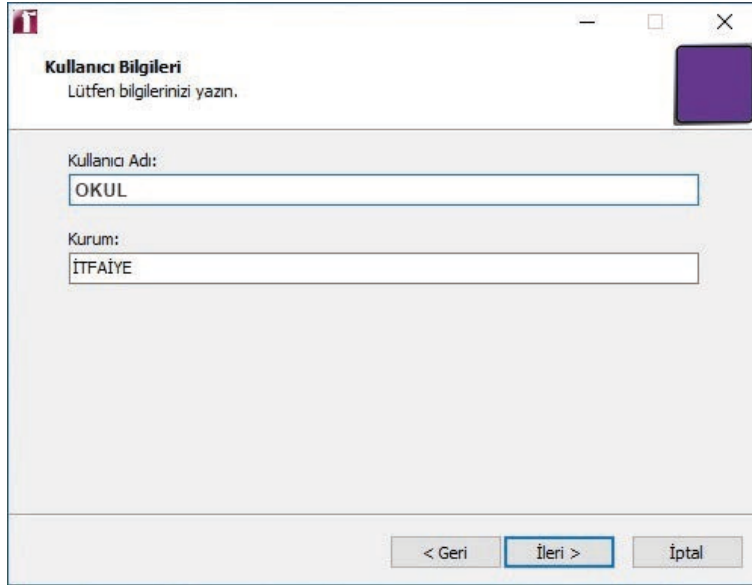 Kullanıcı Bilgileri
Lütfen bilgilerinizi yazın.
Kullanıcı Adı:
OKUL
Kurum:
İTFAİYE
< Geri
İleri >
İptal